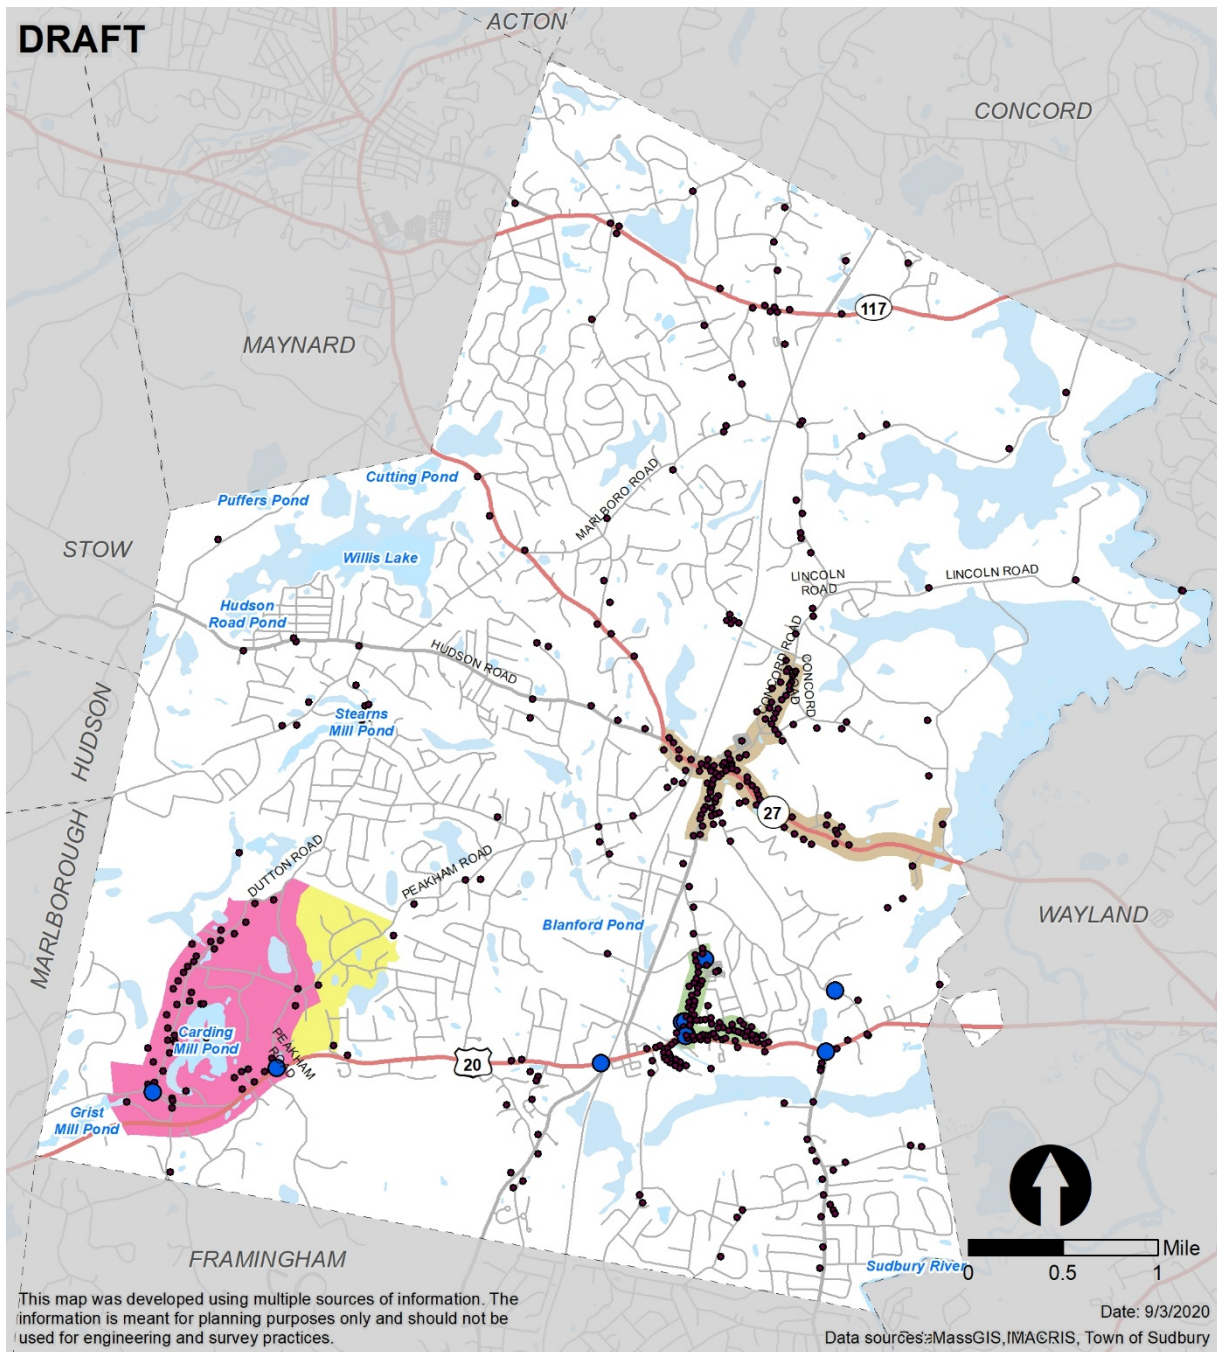 DRAFT
ACTON
CONCORD
117
MAYNARD
Cutting Pond
MARLBORO ROAD
Puffers Pond
STOW
Willis Lake
LINCOLN
ROAD
LINCOLN ROAD
Hudson
Road Pond
HUDSON ROAD
CONCORD ROAD
CONCORD
ROAD
HUDSON
Stearns
Mill Pond
27
MARLBOROUGH
DUTTON ROAD
PEAKHAM ROAD
WAYLAND
Blanford Pond
Carding
Mill Pond
PEAKHAM
ROAD
20
Grist
Mill Pond
FRAMINGHAM
Sudbury River
Mile
0 0.5 1
This map was developed using multiple sources of information. The
information is meant for planning purposes only and should not be
used for engineering and survey practices.
Date: 9/3/2020
Data sources: MassGIS, MACRIS, Town of Sudbury